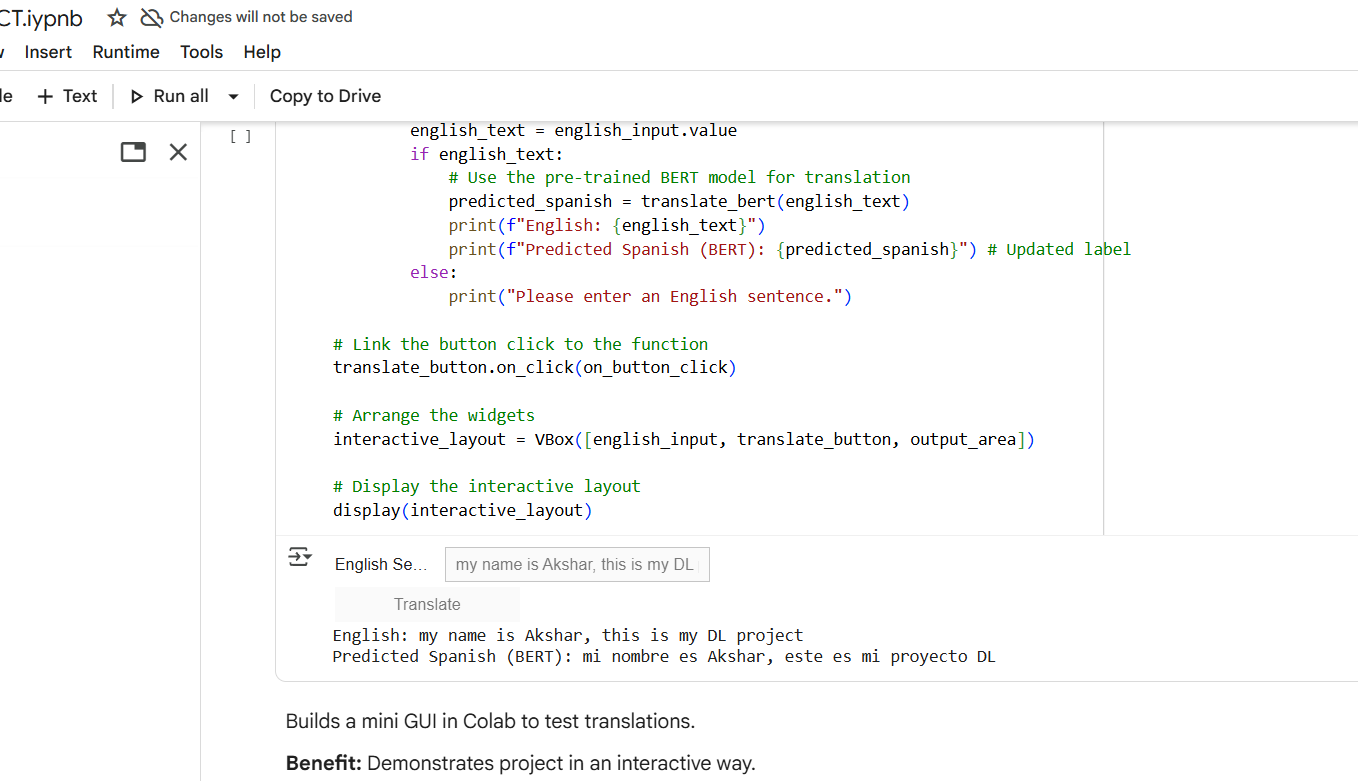 CT.iypnb Changes will not be saved
Insert Runtime Tools Help
+ Text Run all Copy to Drive
[ ]
english_text = english_input.value
if english_text:
# Use the pre-trained BERT model for translation
predicted_spanish = translate_bert(english_text)
print(f"English: {english_text}")
print(f"Predicted Spanish (BERT): {predicted_spanish}") # Updated label
else:
print("Please enter an English sentence.")
# Link the button click to the function
translate_button.on_click(on_button_click)
# Arrange the widgets
interactive_layout = VBox([english_input, translate_button, output_area])
# Display the interactive layout
display(interactive_layout)
English Se... my name is Akshar, this is my DL
Translate
English: my name is Akshar, this is my DL project
Predicted Spanish (BERT): mi nombre es Akshar, este es mi proyecto DL
Builds a mini GUI in Colab to test translations.
Benefit: Demonstrates project in an interactive way.